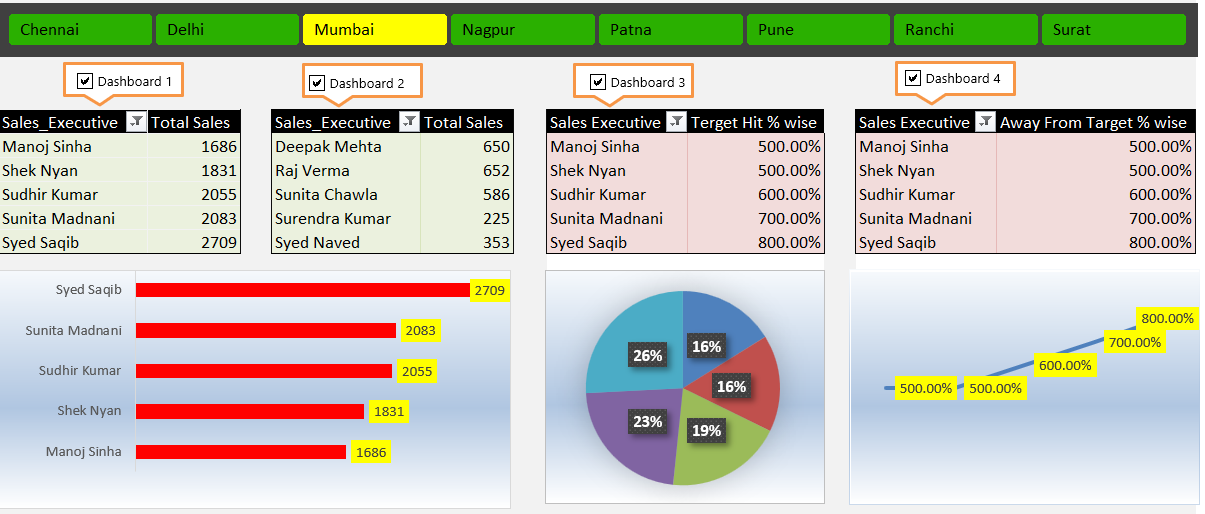 Chennai Delhi Mumbai Nagpur Patna Pune Ranchi Surat
Dashboard 1 Dashboard 2 Dashboard 3 Dashboard 4
Sales_Executive Total Sales Sales_Executive Total Sales Sales Executive Terget Hit % wise Sales Executive Away From Target % wise
Manoj Sinha 1686 Deepak Mehta 650 Manoj Sinha 500.00% Manoj Sinha 500.00%
Shek Nyan 1831 Raj Verma 652 Shek Nyan 500.00% Shek Nyan 500.00%
Sudhir Kumar 2055 Sunita Chawla 586 Sudhir Kumar 600.00% Sudhir Kumar 600.00%
Sunita Madnani 2083 Surendra Kumar 225 Sunita Madnani 700.00% Sunita Madnani 700.00%
Syed Saqib 2709 Syed Naved 353 Syed Saqib 800.00% Syed Saqib 800.00%
Syed Saqib 2709
Sunita Madnani 2083
Sudhir Kumar 2055
Shek Nyan 1831
Manoj Sinha 1686
16%
16%
19%
23%
26%
800.00%
700.00%
600.00%
500.00% 500.00%